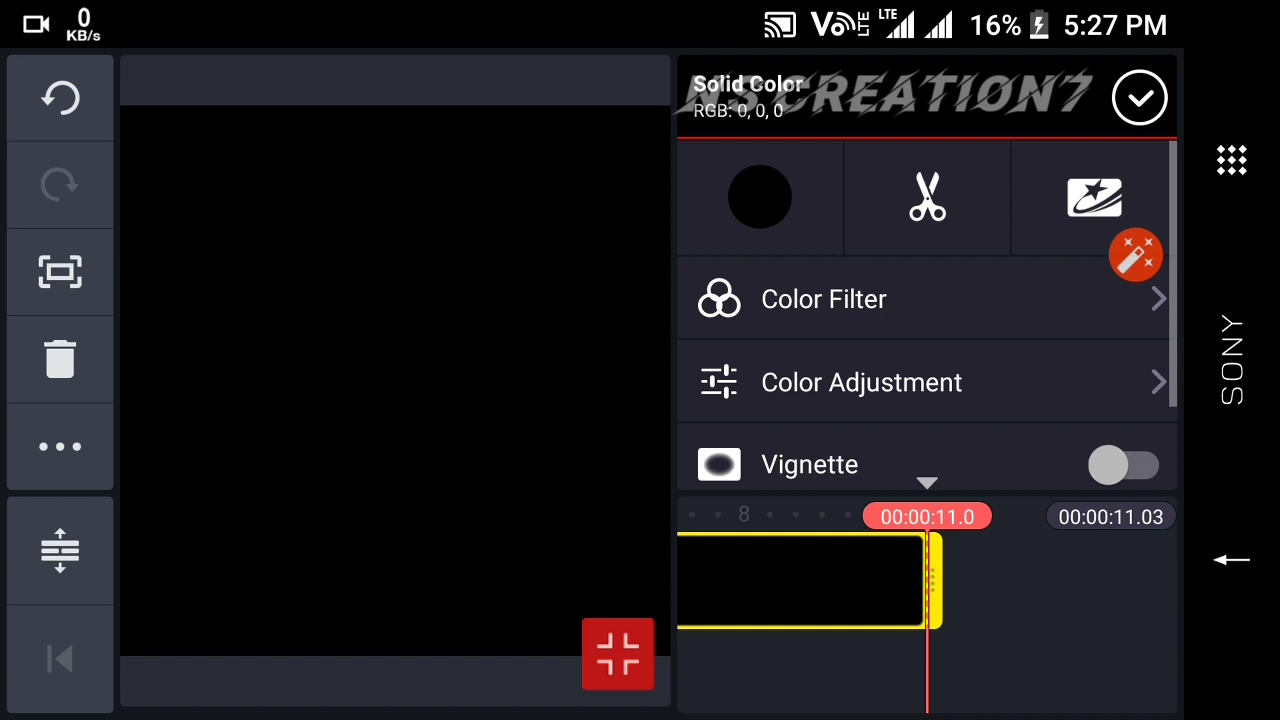 0
KB/s
VoLTE
LTE
16%
5:27 PM
Solid Color
NS CREATION7
RGB: 0, 0, 0
Color Filter
Color Adjustment
Vignette
8
00:00:11.0
00:00:11.03
SONY